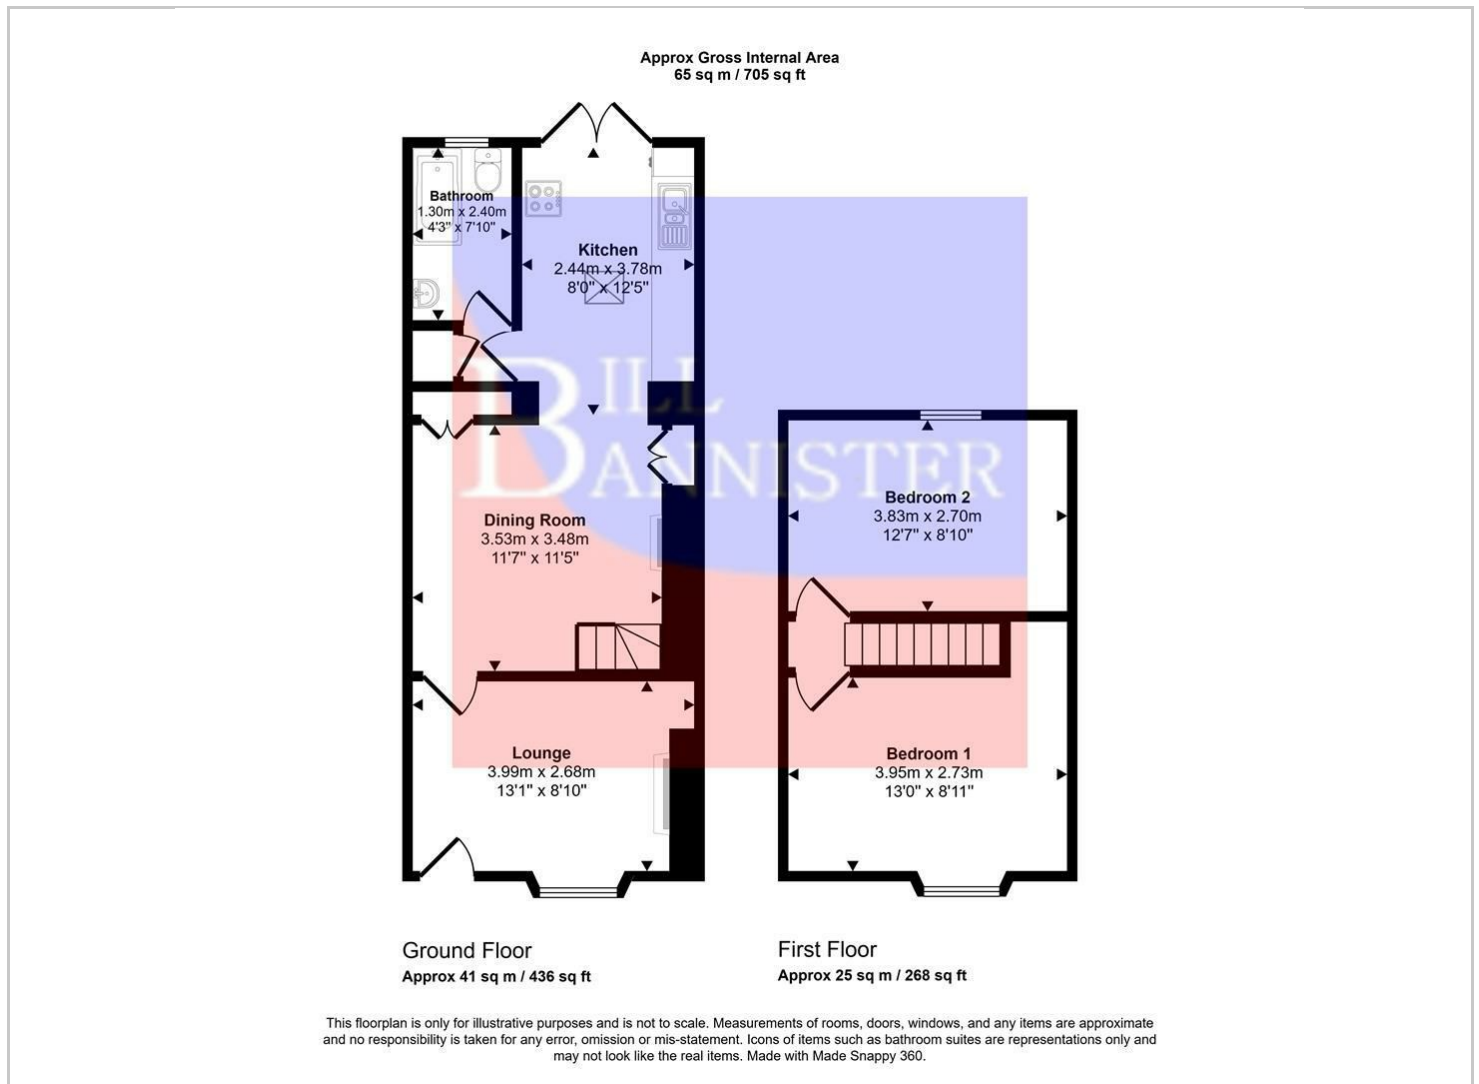 Approx Gross Internal Area
65 sq m / 705 sq ft
Bathroom
1.30m x 2.40m
4'3" x 7'10"
Kitchen
2.44m x 3.78m
8'0" x 12'5"
BILL
BANNISTER
Dining Room
3.53m x 3.48m
11'7" x 11'5"
Lounge
3.99m x 2.68m
13'1" x 8'10"
Bedroom 2
3.83m x 2.70m
12'7" x 8'10"
Bedroom 1
3.95m x 2.73m
13'0" x 8'11"
Ground Floor
Approx 41 sq m / 436 sq ft
First Floor
Approx 25 sq m / 268 sq ft
This floorplan is only for illustrative purposes and is not to scale. Measurements of rooms, doors, windows, and any items are approximate
and no responsibility is taken for any error, omission or mis-statement. Icons of items such as bathroom suites are representations only and
may not look like the real items. Made with Made Snappy 360.